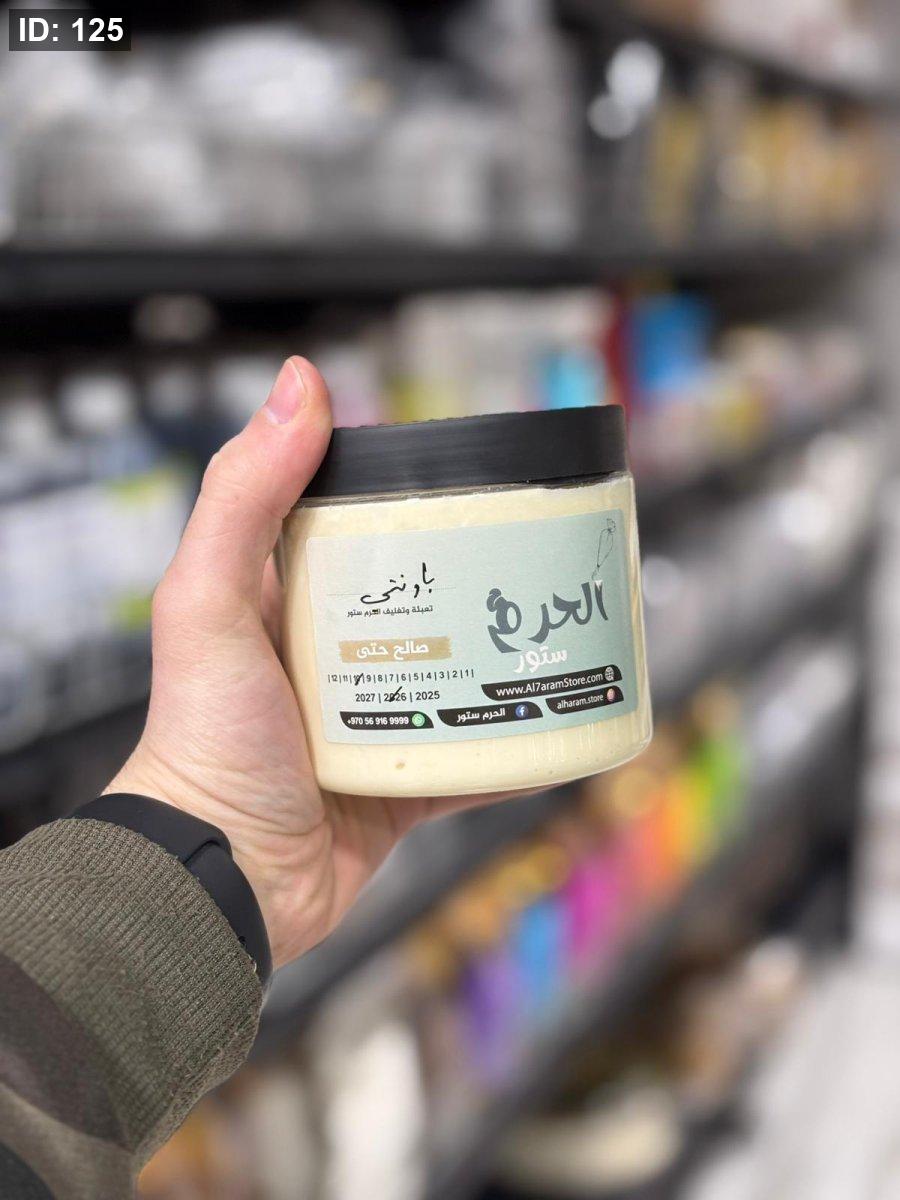 ID: 125
باونتي
تعبئة وتغليف الحرم ستور
صالح حتى
|12|11|10|9|8|7|6|5|4|3|2|1|
2027 | 2026 | 2025
+970 56 916 9999
الحرم ستور
الحرم
ستور
www.Al7aramStore.com
alharam.store